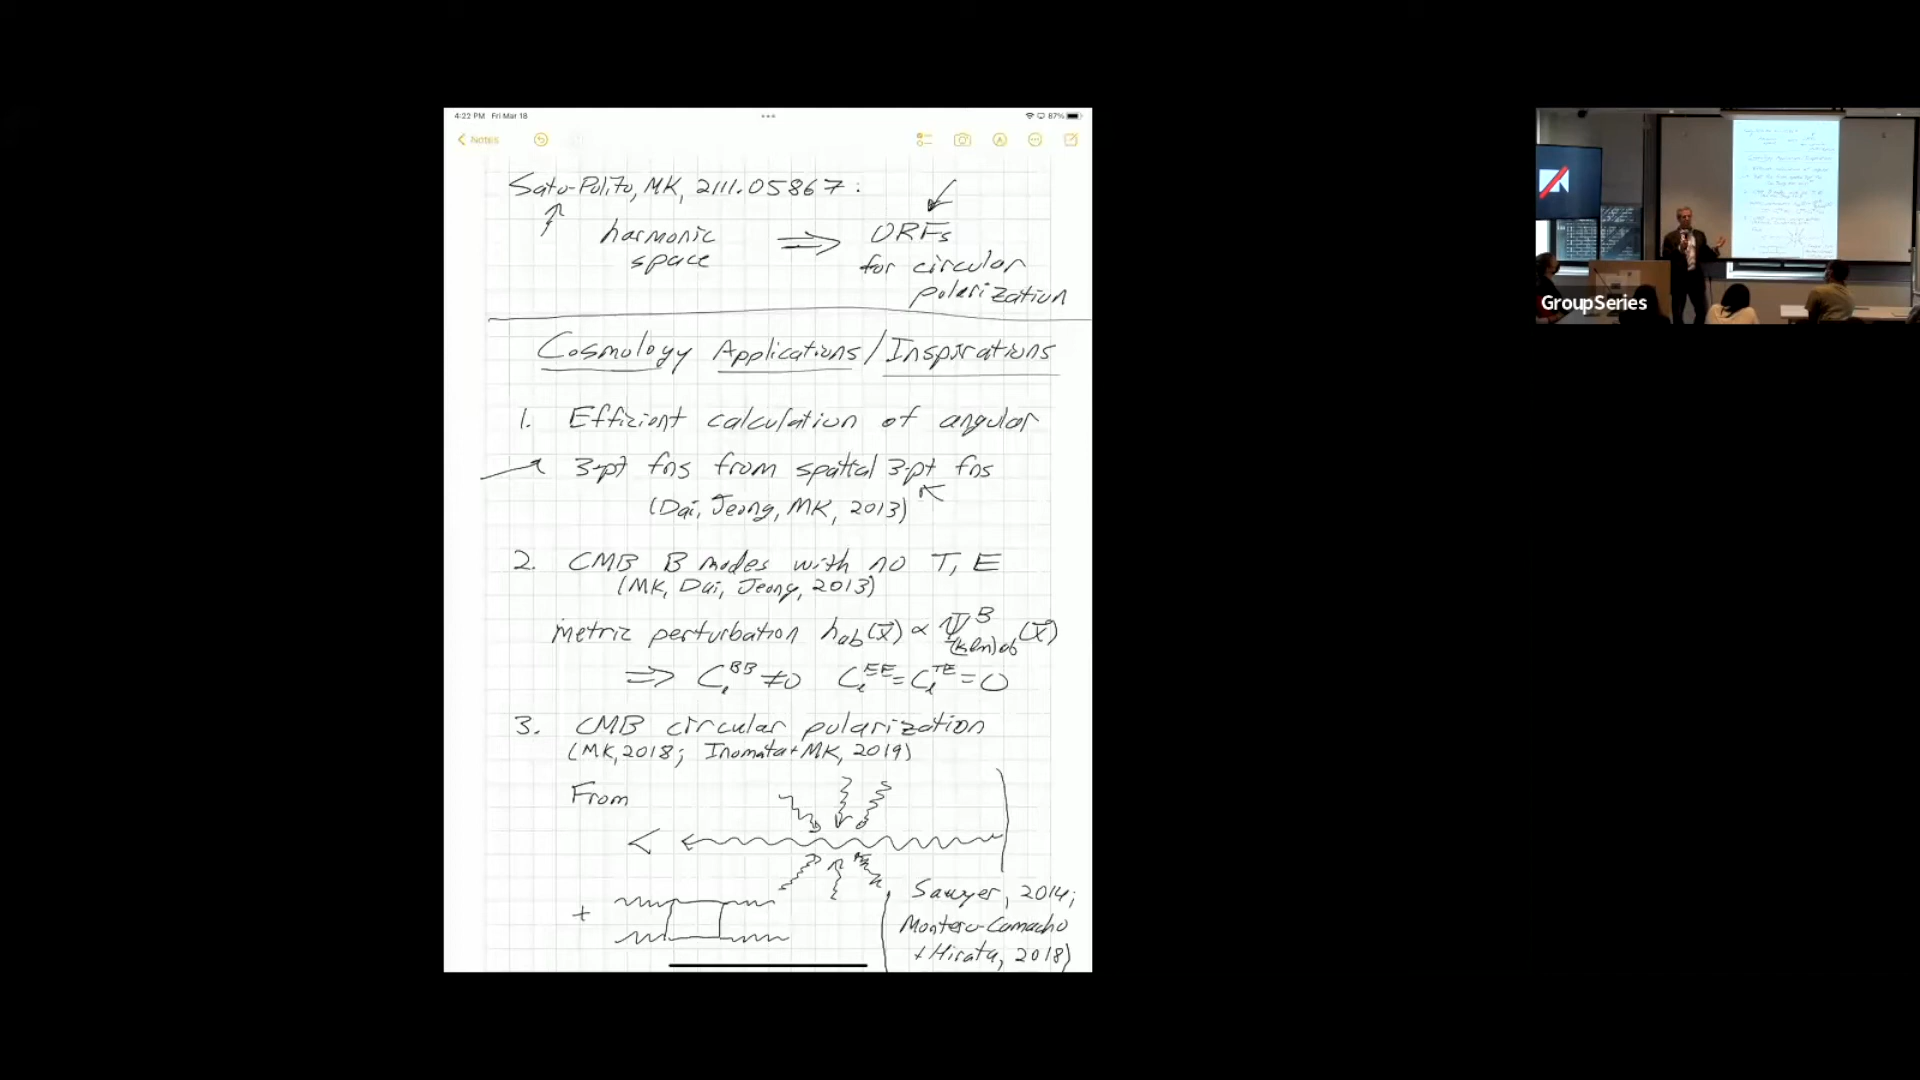 4:22 PM Fri Mar 18
87%
Notes
Sato-Polito, MK, 2111.05867:
harmonic space ⇒ ORFs for circular polarization
Cosmology Applications/Inspirations
1. Efficient calculation of angular
3-pt fns from spatial 3-pt fns
(Dai, Jeong, MK, 2013)
2. CMB B modes with no T, E
(MK, Dai, Jeong, 2013)
metric perturbation h_ab(x⃗) ∝ Ψ^B_(klm)ab(x⃗)
⇒ C_l^BB ≠ 0 C_l^EE = C_l^TE = 0
3. CMB circular polarization
(MK, 2018; Inomata+MK, 2019)
From
<
+
Sawyer, 2014;
Montero-Camacho
+ Hirata, 2018)
GroupSeries